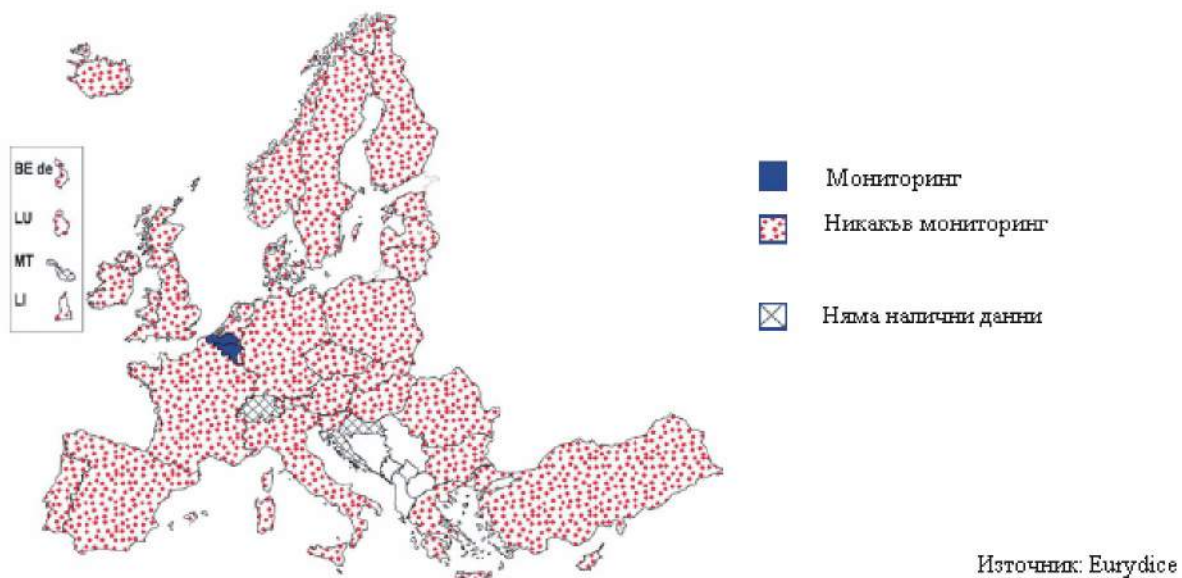 BE de
LU
MT
LI
Мониторинг
Никакъв мониторинг
Няма налични данни
Източник: Eurydice